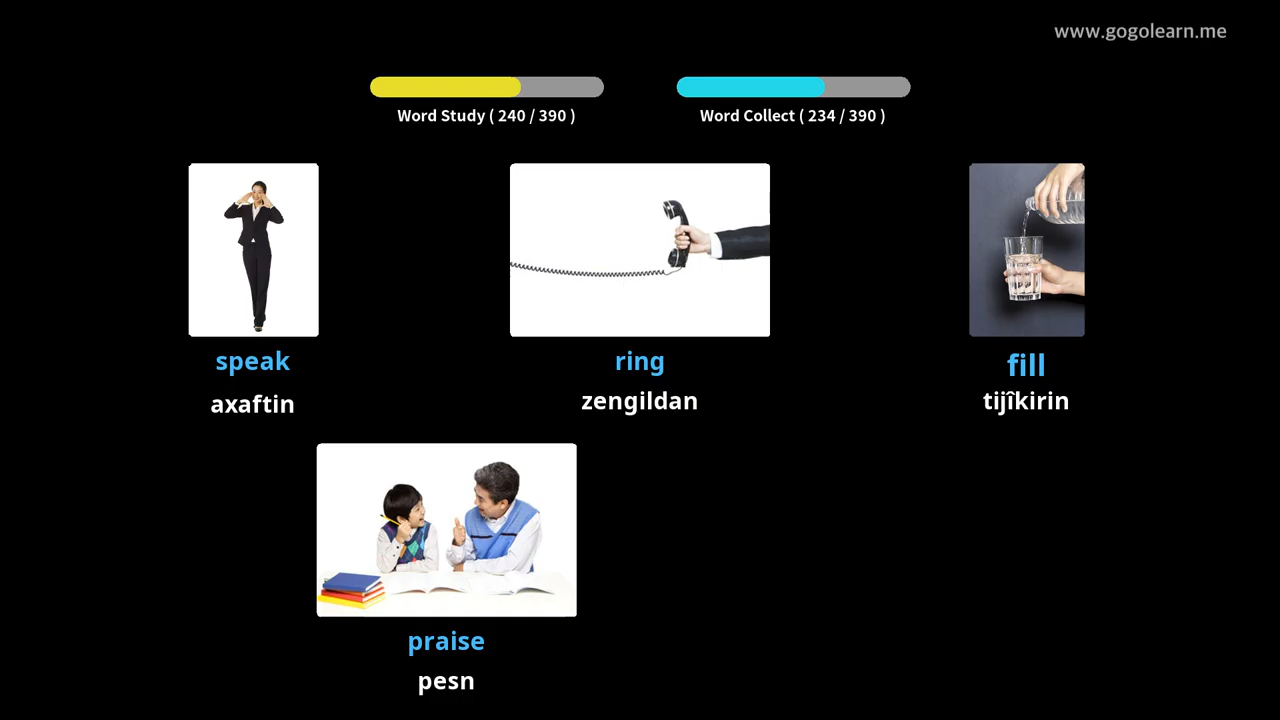 www.gogolearn.me
Word Study ( 240 / 390 )
Word Collect ( 234 / 390 )
speak
axaftin
ring
zengildan
fill
tijîkirin
praise
pesn